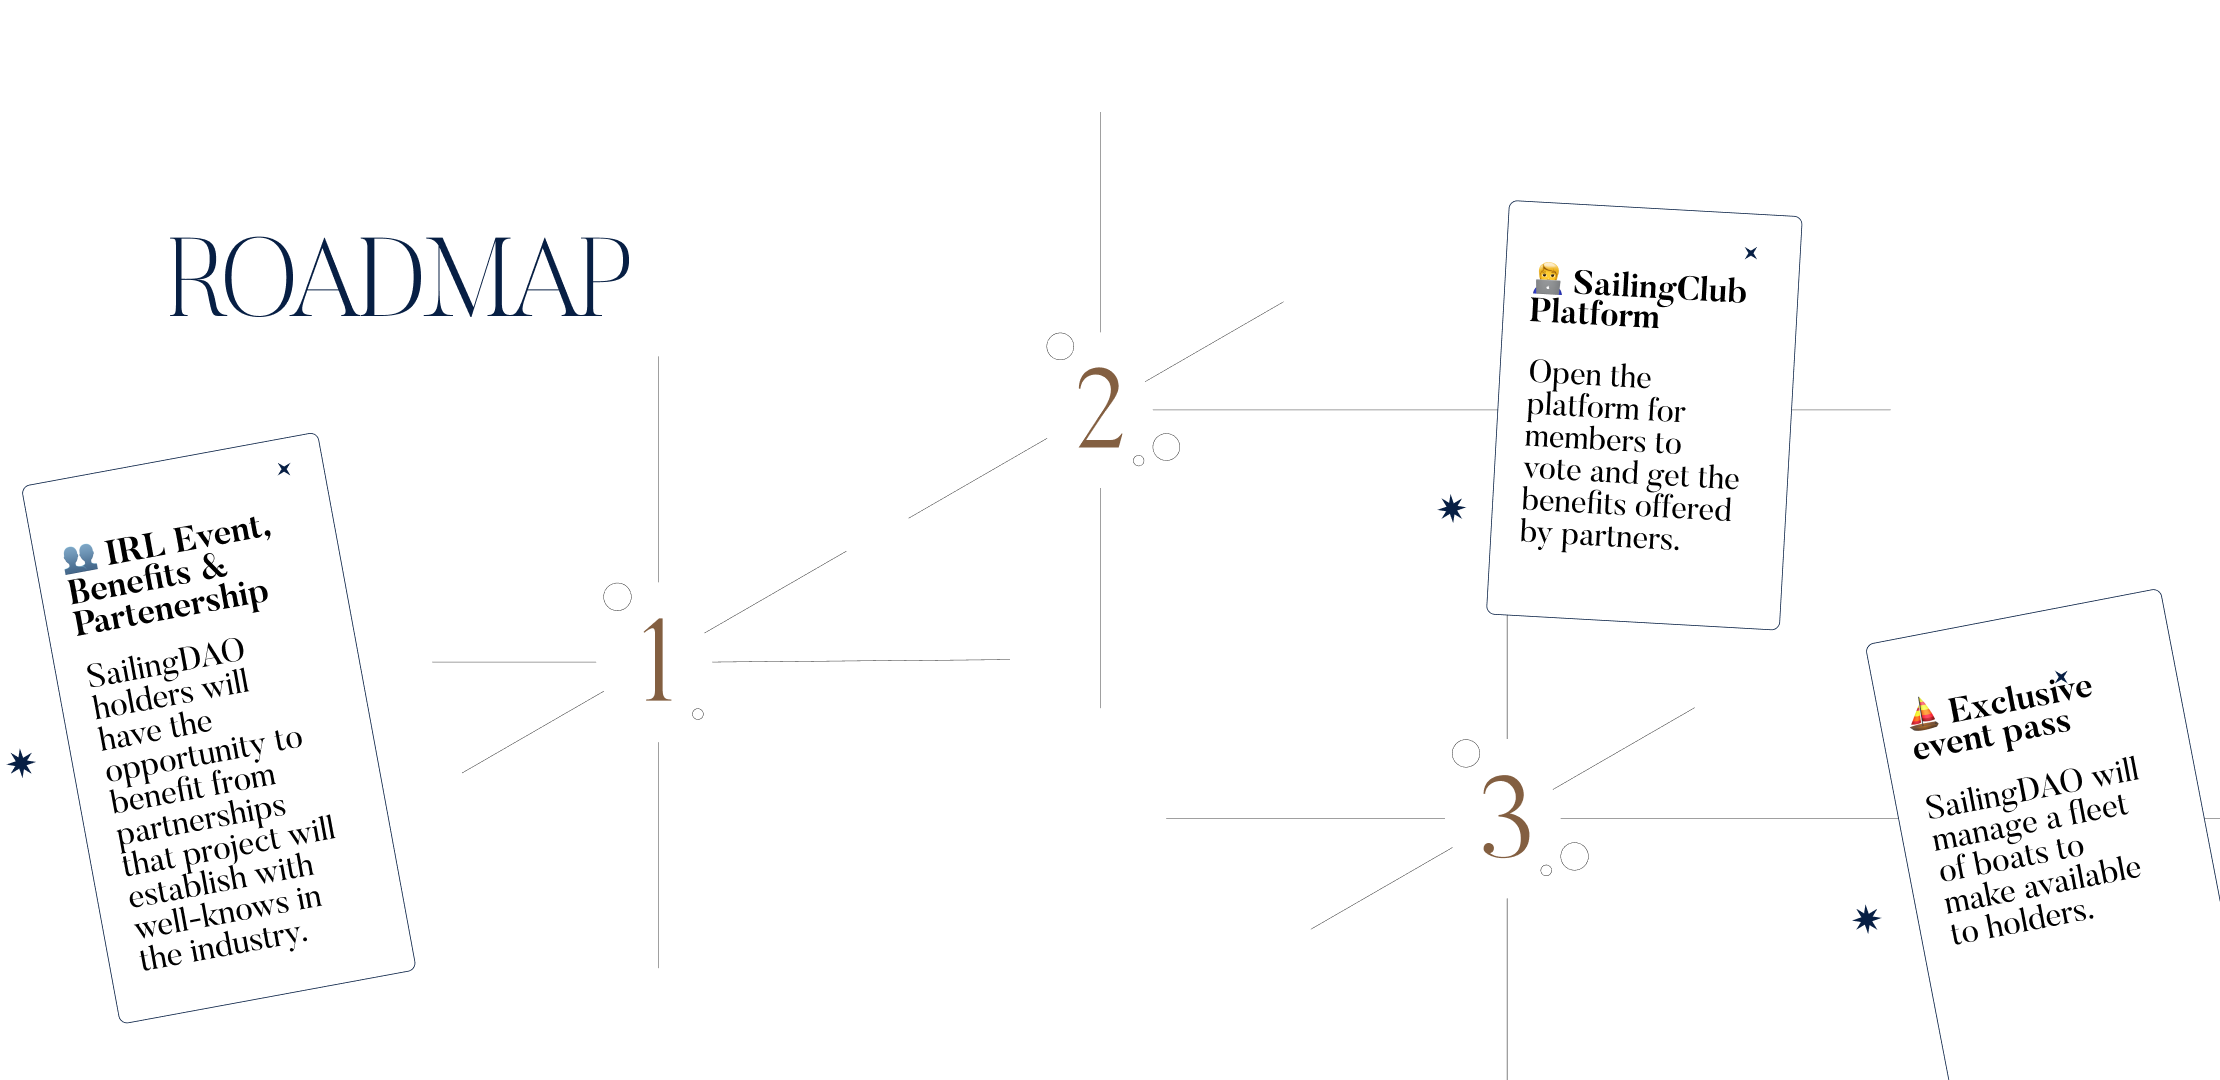 ROADMAP
1
👥 IRL Event,
Benefits &
Partenership
SailingDAO
holders will
have the
opportunity to
benefit from
partnerships
that project will
establish with
well-knows in
the industry.
2
🧑‍💻 SailingClub
Platform
Open the
platform for
members to
vote and get the
benefits offered
by partners.
3
⛵ Exclusive
event pass
SailingDAO will
manage a fleet
of boats to
make available
to holders.